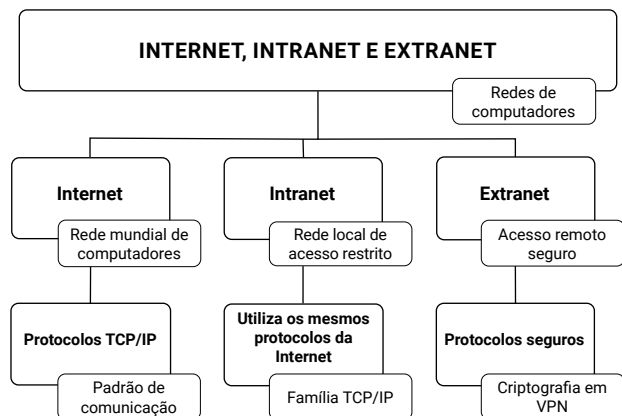 INTERNET, INTRANET E EXTRANET
Redes de
computadores
Internet
Rede mundial de
computadores
Intranet
Rede local de
acesso restrito
Extranet
Acesso remoto
seguro
Protocolos TCP/IP
Padrão de
comunicação
Utiliza os mesmos
protocolos da
Internet
Família TCP/IP
Protocolos seguros
Criptografia em
VPN